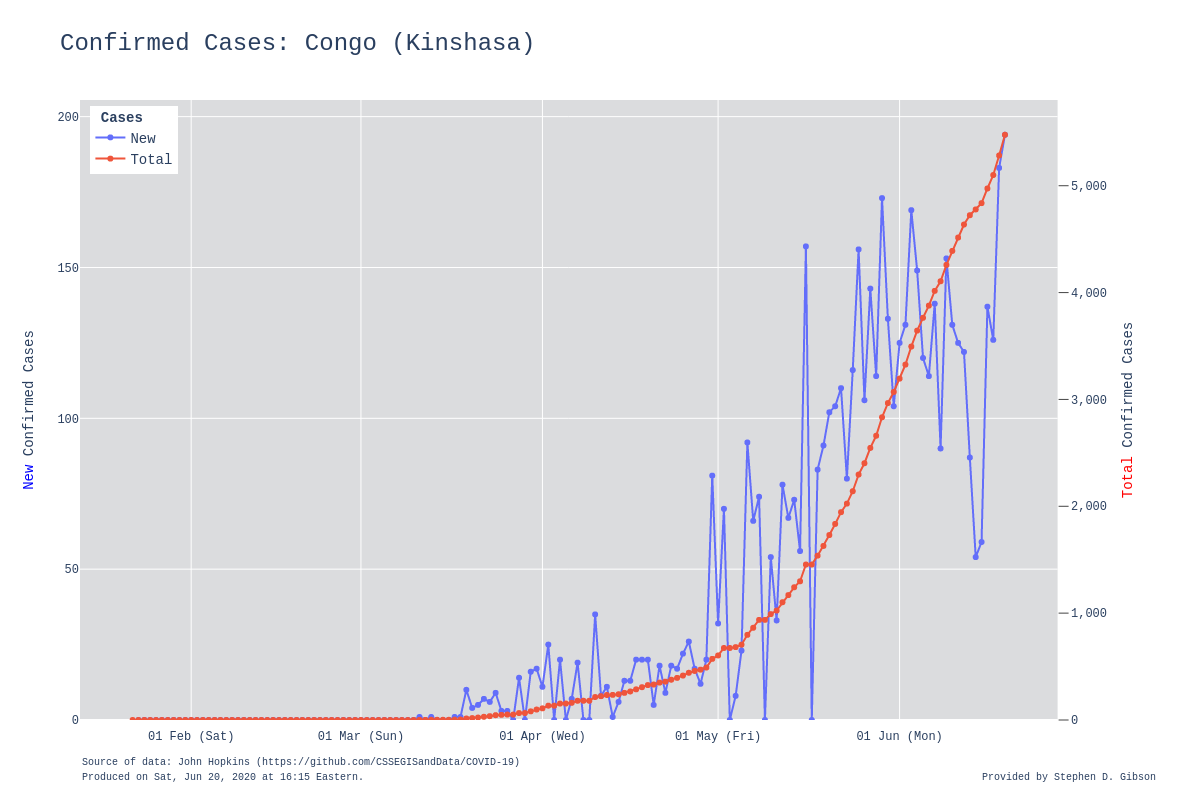 Confirmed Cases: Congo (Kinshasa)
Cases
New
Total
200
150
100
50
0
5,000
4,000
3,000
2,000
1,000
0
New Confirmed Cases
Total Confirmed Cases
01 Feb (Sat)
01 Mar (Sun)
01 Apr (Wed)
01 May (Fri)
01 Jun (Mon)
Source of data: John Hopkins (https://github.com/CSSEGISandData/COVID-19)
Produced on Sat, Jun 20, 2020 at 16:15 Eastern.
Provided by Stephen D. Gibson